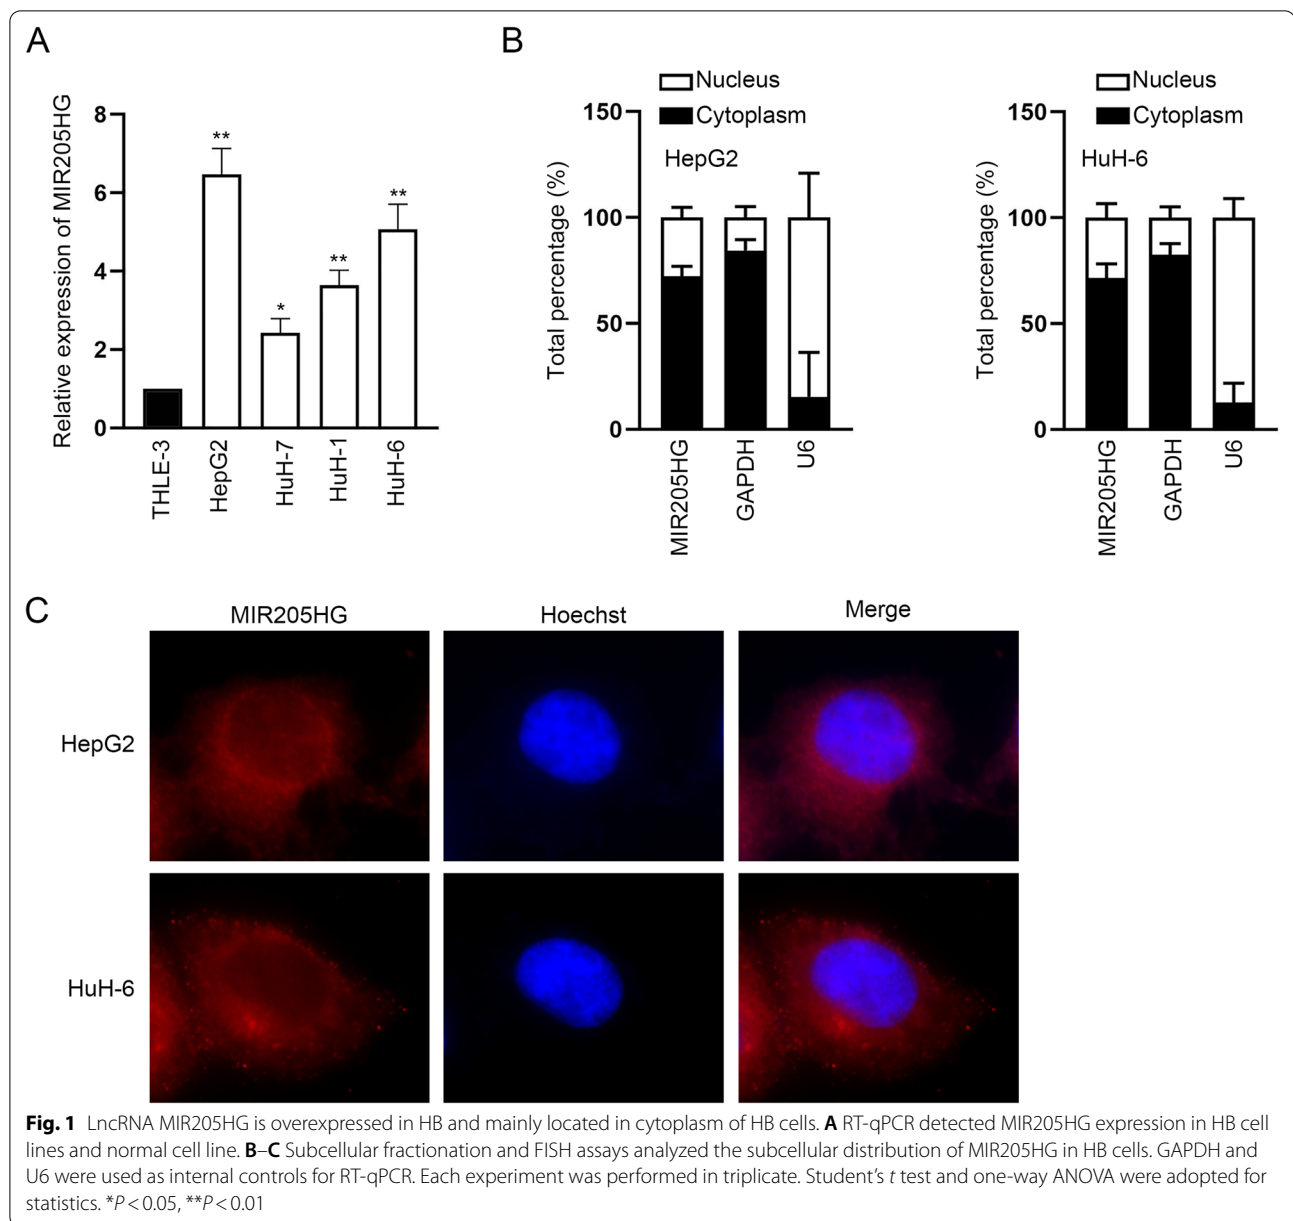 A
Relative expression of MIR205HG
8
6
4
2
0
**
*
**
**
THLE-3
HepG2
HuH-7
HuH-1
HuH-6
B
Nucleus
Cytoplasm
HepG2
Total percentage (%)
150
100
50
0
MIR205HG
GAPDH
U6
Nucleus
Cytoplasm
HuH-6
Total percentage (%)
150
100
50
0
MIR205HG
GAPDH
U6
C
MIR205HG
Hoechst
Merge
HepG2
HuH-6
Fig. 1 LncRNA MIR205HG is overexpressed in HB and mainly located in cytoplasm of HB cells. A RT-qPCR detected MIR205HG expression in HB cell
lines and normal cell line. B–C Subcellular fractionation and FISH assays analyzed the subcellular distribution of MIR205HG in HB cells. GAPDH and
U6 were used as internal controls for RT-qPCR. Each experiment was performed in triplicate. Student’s t test and one-way ANOVA were adopted for
statistics. *P < 0.05, **P < 0.01